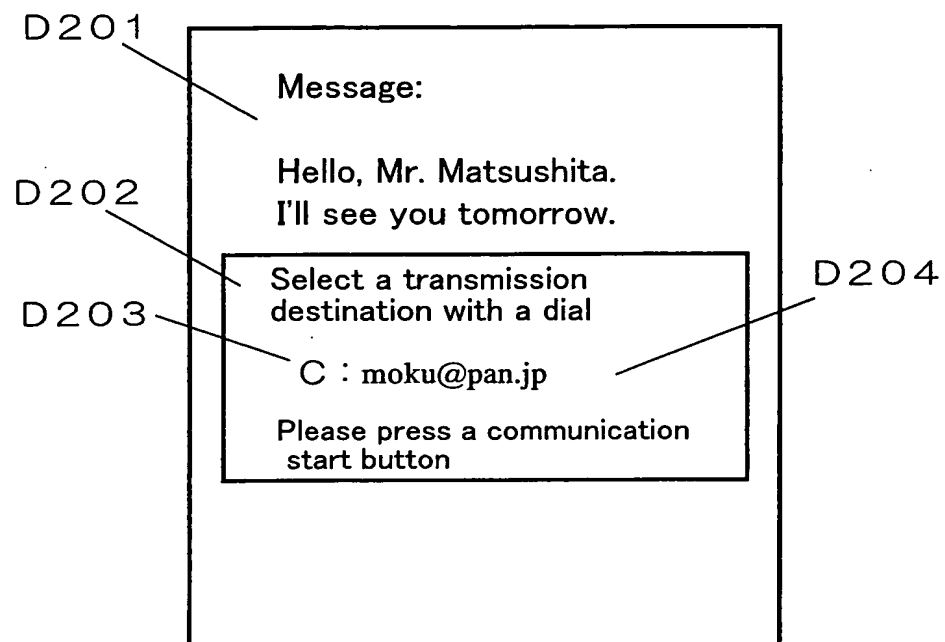 D201
Message:
Hello, Mr. Matsushita.
I'll see you tomorrow.
D202
Select a transmission
destination with a dial
D204
D203
C : moku@pan.jp
Please press a communication
start button